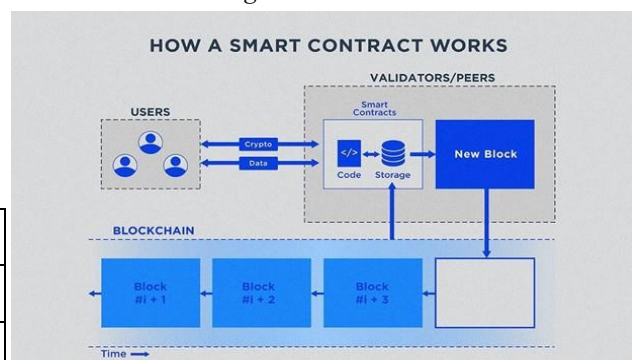 HOW A SMART CONTRACT WORKS
VALIDATORS/PEERS
USERS
Smart
Contracts
Crypto
Data
</>
Code
Storage
New Block
BLOCKCHAIN
Block
#i + 1
Block
#i + 2
Block
#i + 3
Time